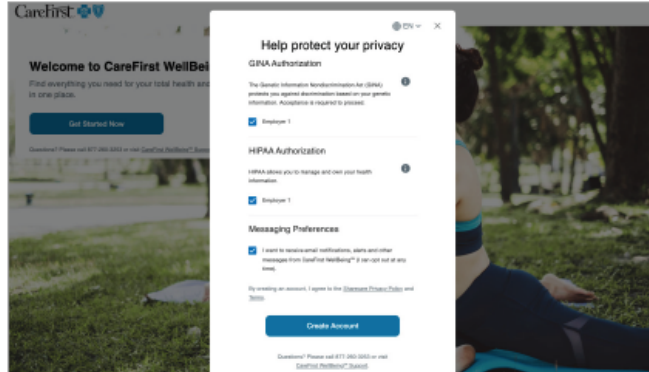 CareFirst
EN
Help protect your privacy
GINA Authorization
The Genetic Information Nondiscrimination Act (GINA)
protects you against discrimination based on your genetic
information. Acceptance is required to proceed.
Employer 1
HIPAA Authorization
HIPAA allows you to manage and own your health
information.
Employer 1
Messaging Preferences
I want to receive email notifications, alerts and other
messages from CareFirst WellBeing℠ (I can opt out at any
time).
By creating an account, I agree to the Sharecare Privacy Policy and
Terms.
Create Account
Questions? Please call 877-260-3253 or visit
CareFirst WellBeing℠ Support.
Welcome to CareFirst WellBei
Find everything you need for your total health and
in one place.
Get Started Now
Questions? Please call 877-260-3253 or visit CareFirst WellBeing℠ Supp